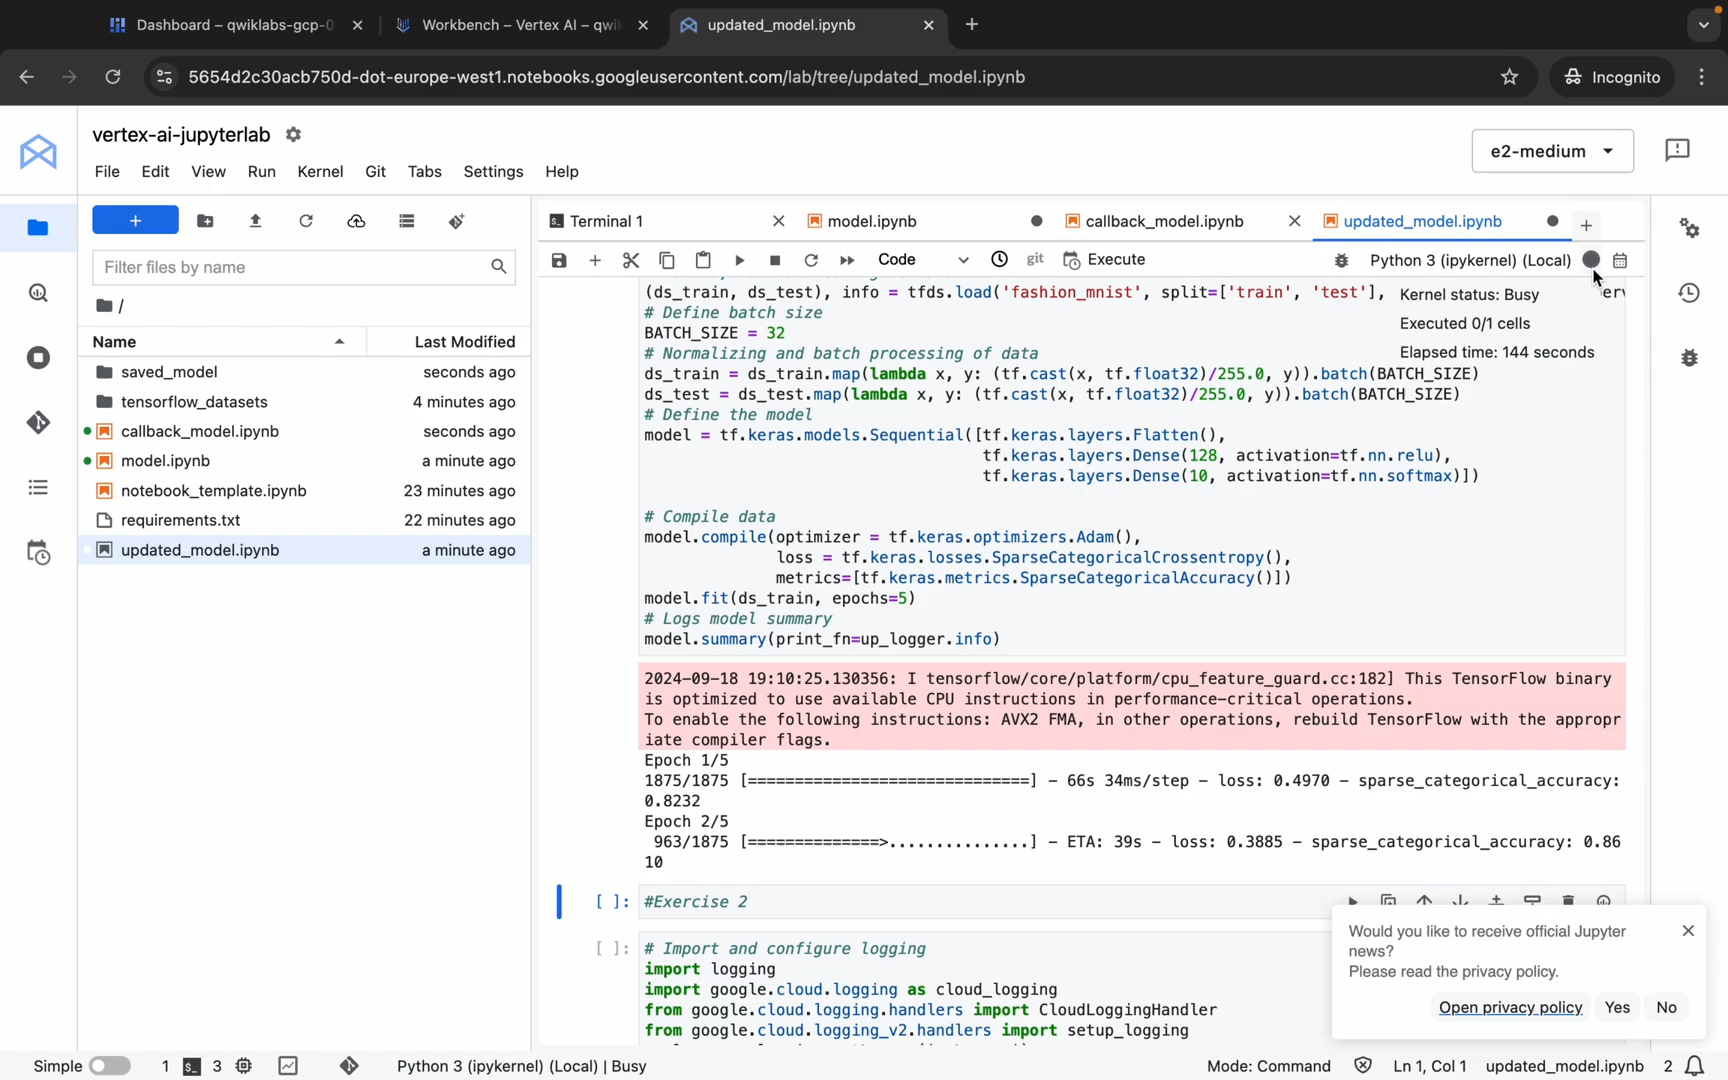 Dashboard – qwiklabs-gcp-0
Workbench – Vertex AI – qwi
updated_model.ipynb
5654d2c30acb750d-dot-europe-west1.notebooks.googleusercontent.com/lab/tree/updated_model.ipynb
Incognito
vertex-ai-jupyterlab
e2-medium
File Edit View Run Kernel Git Tabs Settings Help
Terminal 1
model.ipynb
callback_model.ipynb
updated_model.ipynb
Filter files by name
Code
git
Execute
Python 3 (ipykernel) (Local)
/
Name
Last Modified
saved_model seconds ago
tensorflow_datasets 4 minutes ago
callback_model.ipynb seconds ago
model.ipynb a minute ago
notebook_template.ipynb 23 minutes ago
requirements.txt 22 minutes ago
updated_model.ipynb a minute ago
Kernel status: Busy
Executed 0/1 cells
Elapsed time: 144 seconds
(ds_train, ds_test), info = tfds.load('fashion_mnist', split=['train', 'test'],
# Define batch size
BATCH_SIZE = 32
# Normalizing and batch processing of data
ds_train = ds_train.map(lambda x, y: (tf.cast(x, tf.float32)/255.0, y)).batch(BATCH_SIZE)
ds_test = ds_test.map(lambda x, y: (tf.cast(x, tf.float32)/255.0, y)).batch(BATCH_SIZE)
# Define the model
model = tf.keras.models.Sequential([tf.keras.layers.Flatten(),
tf.keras.layers.Dense(128, activation=tf.nn.relu),
tf.keras.layers.Dense(10, activation=tf.nn.softmax)])
# Compile data
model.compile(optimizer = tf.keras.optimizers.Adam(),
loss = tf.keras.losses.SparseCategoricalCrossentropy(),
metrics=[tf.keras.metrics.SparseCategoricalAccuracy()])
model.fit(ds_train, epochs=5)
# Logs model summary
model.summary(print_fn=up_logger.info)
2024-09-18 19:10:25.130356: I tensorflow/core/platform/cpu_feature_guard.cc:182] This TensorFlow binary
is optimized to use available CPU instructions in performance-critical operations.
To enable the following instructions: AVX2 FMA, in other operations, rebuild TensorFlow with the appropr
iate compiler flags.
Epoch 1/5
1875/1875 [==============================] – 66s 34ms/step – loss: 0.4970 – sparse_categorical_accuracy:
0.8232
Epoch 2/5
963/1875 [==============>...............] – ETA: 39s – loss: 0.3885 – sparse_categorical_accuracy: 0.86
10
[ ]: #Exercise 2
[ ]: # Import and configure logging
import logging
import google.cloud.logging as cloud_logging
from google.cloud.logging.handlers import CloudLoggingHandler
from google.cloud.logging_v2.handlers import setup_logging
Would you like to receive official Jupyter
news?
Please read the privacy policy.
Open privacy policy Yes No
Simple 1 3 Python 3 (ipykernel) (Local) | Busy Mode: Command Ln 1, Col 1 updated_model.ipynb 2